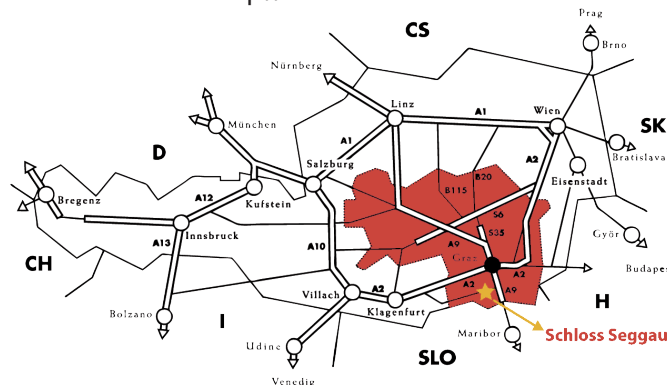 Prag
CS
Brno
Nürnberg
Linz
A1
Wien
SK
München
A1
A2
Bratislava
D
Salzburg
B20
Eisenstadt
A12
B115
Bregenz
Kufstein
S6
Innsbruck
S35
Györ
A13
A10
A9
Graz
CH
A2
Budapes
A2
A2
A9
Villach
H
Klagenfurt
Bolzano
I
Maribor
Schloss Seggau
Udine
SLO
Venedig